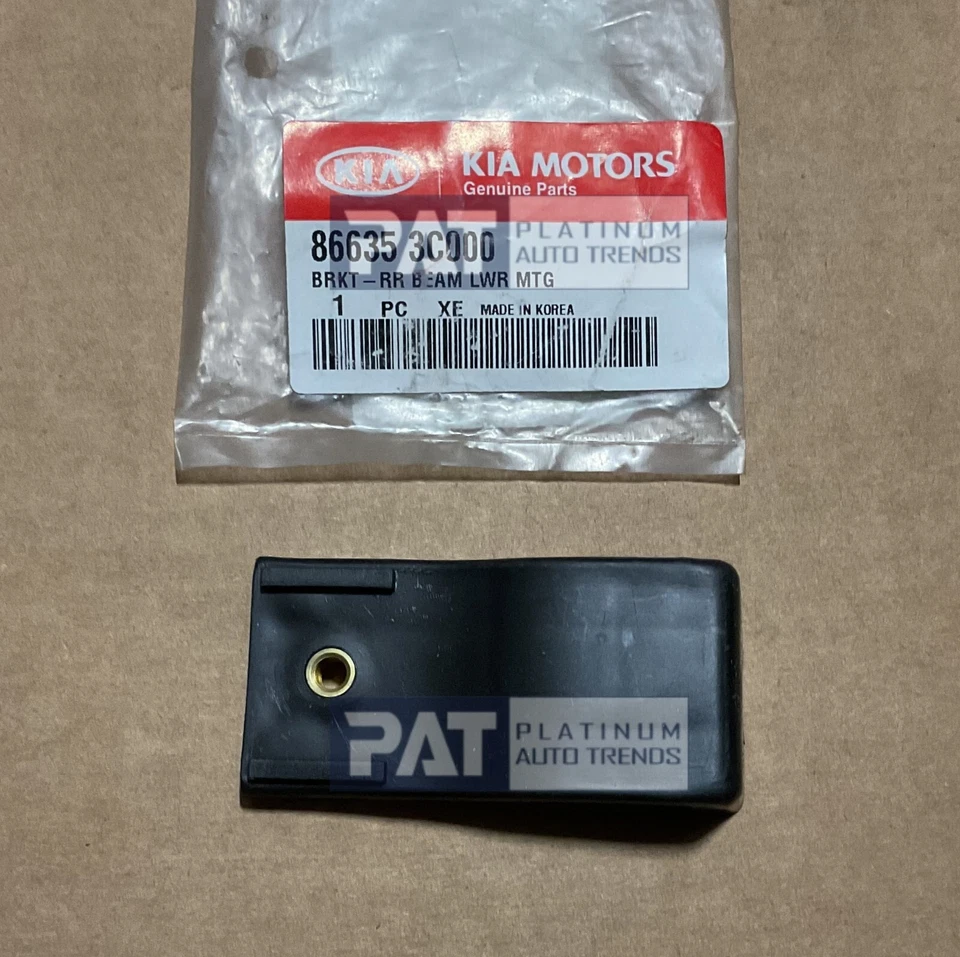 KIA
KIA MOTORS
Genuine Parts
86635 3C000
BRKT-RR BEAM LWR MTG
1 PC XE MADE IN KOREA
PAT PLATINUM
AUTO TRENDS
PAT PLATINUM
AUTO TRENDS